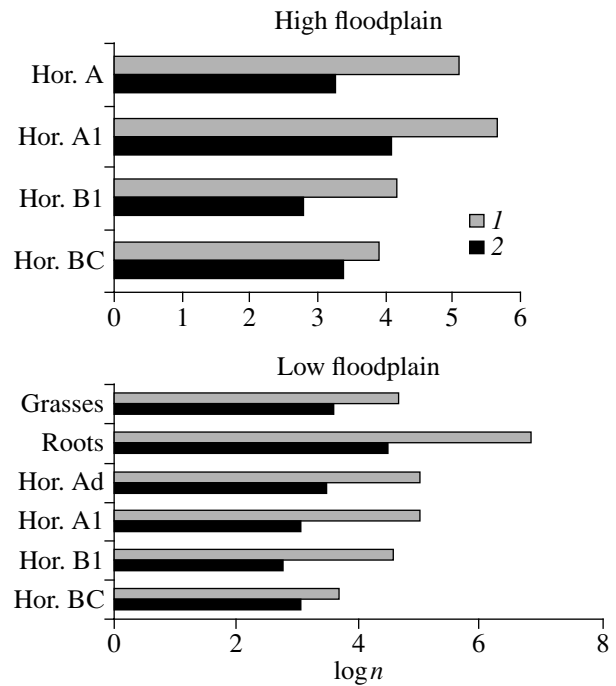 High floodplain
Hor. A
Hor. A1
Hor. B1
Hor. BC
1
2
0 1 2 3 4 5 6
Low floodplain
Grasses
Roots
Hor. Ad
Hor. A1
Hor. B1
Hor. BC
0 2 4 6 8
log n